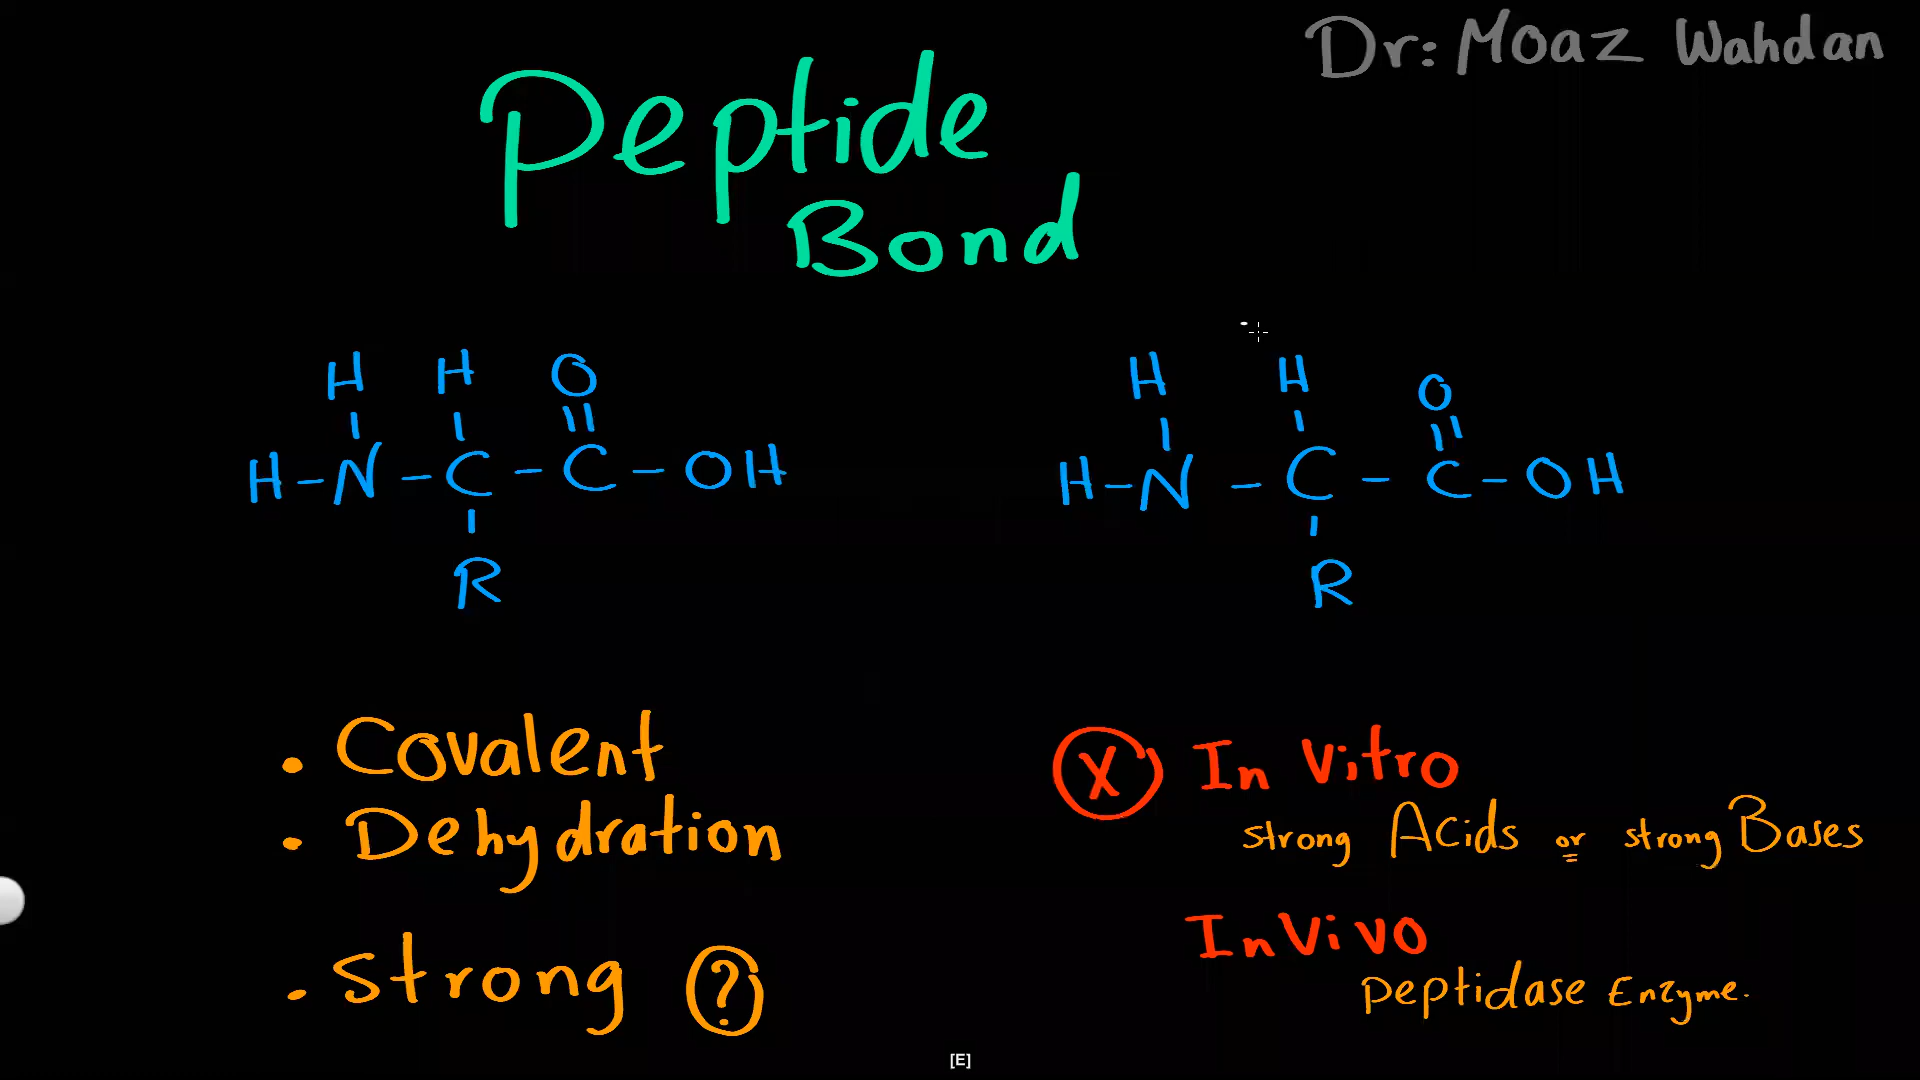 Dr: Moaz Wahdan
Peptide
Bond
H H O
H-N-C-C-OH
R
H H O
H-N-C-C-OH
R
• Covalent
• Dehydration
• Strong ?
X In Vitro
strong Acids or strong Bases
In Vivo
Peptidase Enzyme.
[E]